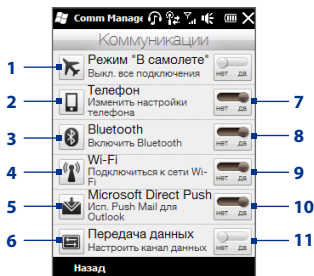 Comm Manage
Коммуникации
1
Режим "В самолете"
Выкл. все подключения
нет да
2
Телефон
Изменить настройки
телефона
нет да
7
3
Bluetooth
Включить Bluetooth
нет да
8
4
Wi-Fi
Подключиться к сети Wi-
Fi
нет да
9
5
Microsoft Direct Push
Исп. Push Mail для
Outlook
нет да
10
6
Передача данных
Настроить канал данных
нет да
11
Назад